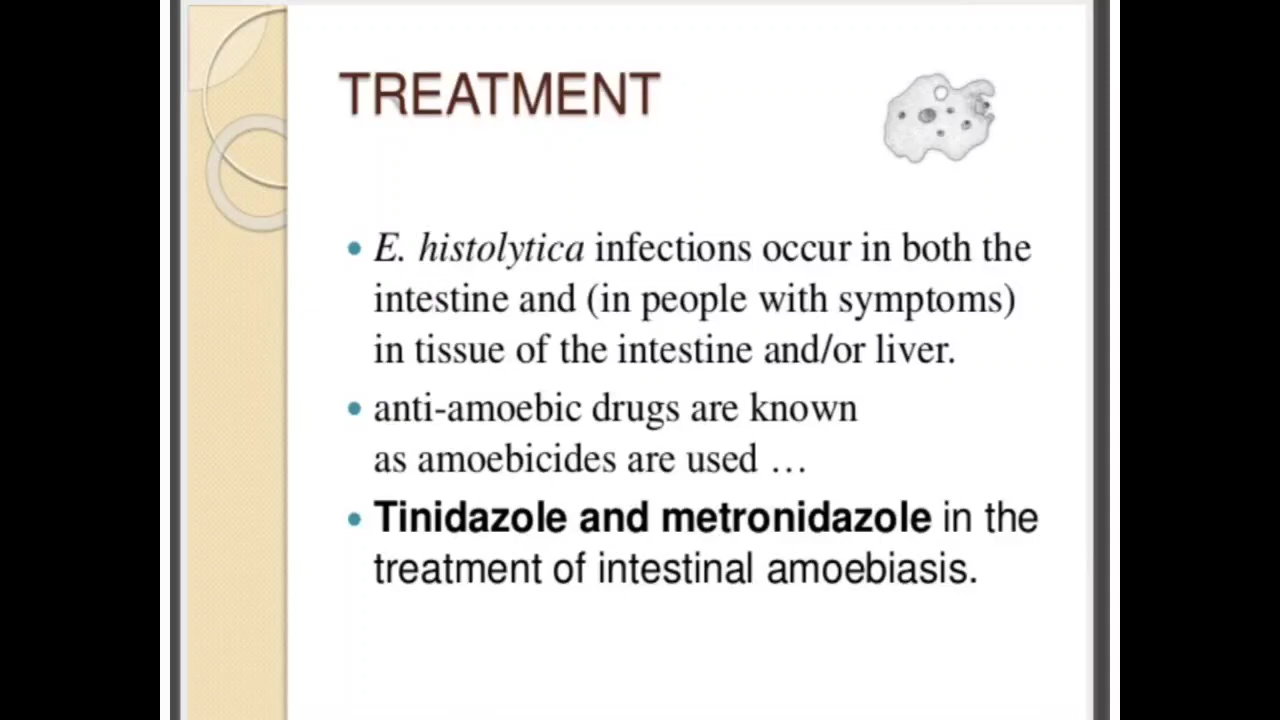 TREATMENT
E. histolytica infections occur in both the
intestine and (in people with symptoms)
in tissue of the intestine and/or liver.
anti-amoebic drugs are known
as amoebicides are used …
Tinidazole and metronidazole in the
treatment of intestinal amoebiasis.